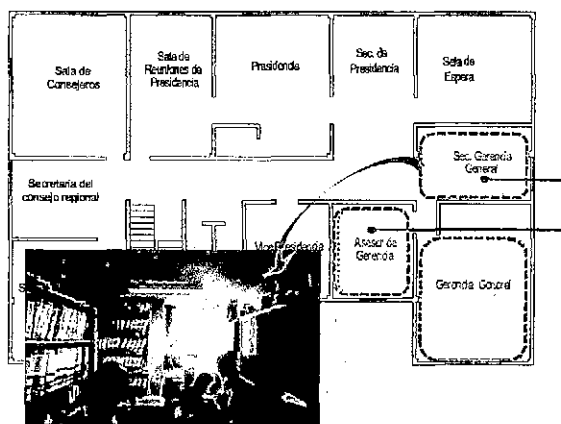 Sala de
Consejeros
Sala de
Reuniones de
Presidencia
Presidencia
Sec. de
Presidencia
Sala de
Espera
Sec. Gerencia
General
Secretaria del
consejo regional
Vice Presidencia
Asesor de
Gerencia
Gerencia General